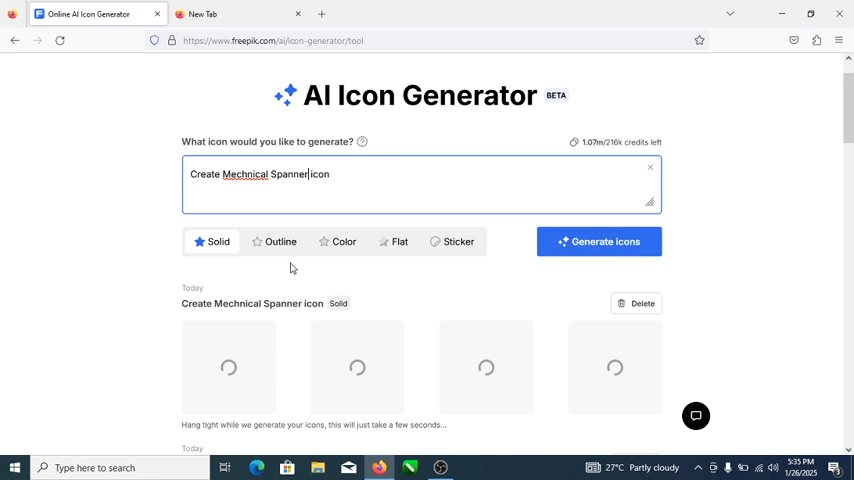 Online AI Icon Generator
New Tab
https://www.freepik.com/ai/icon-generator/tool
AI Icon Generator BETA
What icon would you like to generate? ?
1.07m/216k credits left
Create Mechnical Spanner icon
Solid Outline Color Flat Sticker Generate icons
Today
Create Mechnical Spanner icon Solid Delete
Hang tight while we generate your icons, this will just take a few seconds...
Today
Type here to search
27°C Partly cloudy
5:35 PM
1/26/2025
3